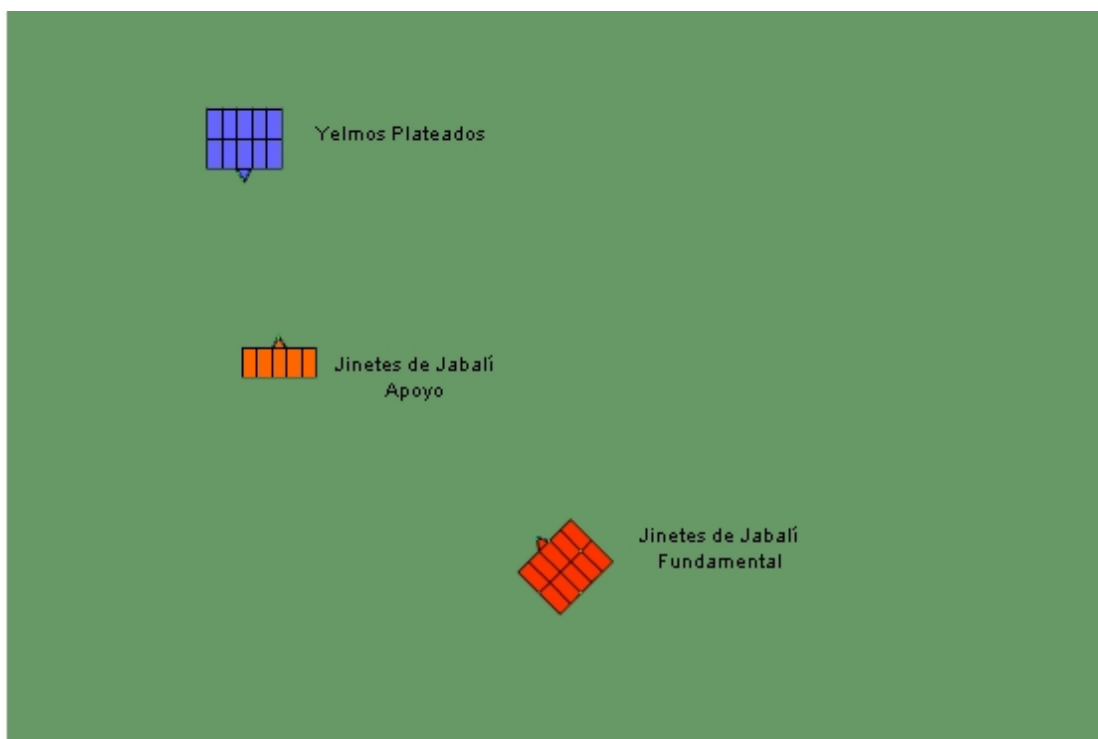 Yelmos Plateados
Jinetes de Jabalí
Apoyo
Jinetes de Jabalí
Fundamental